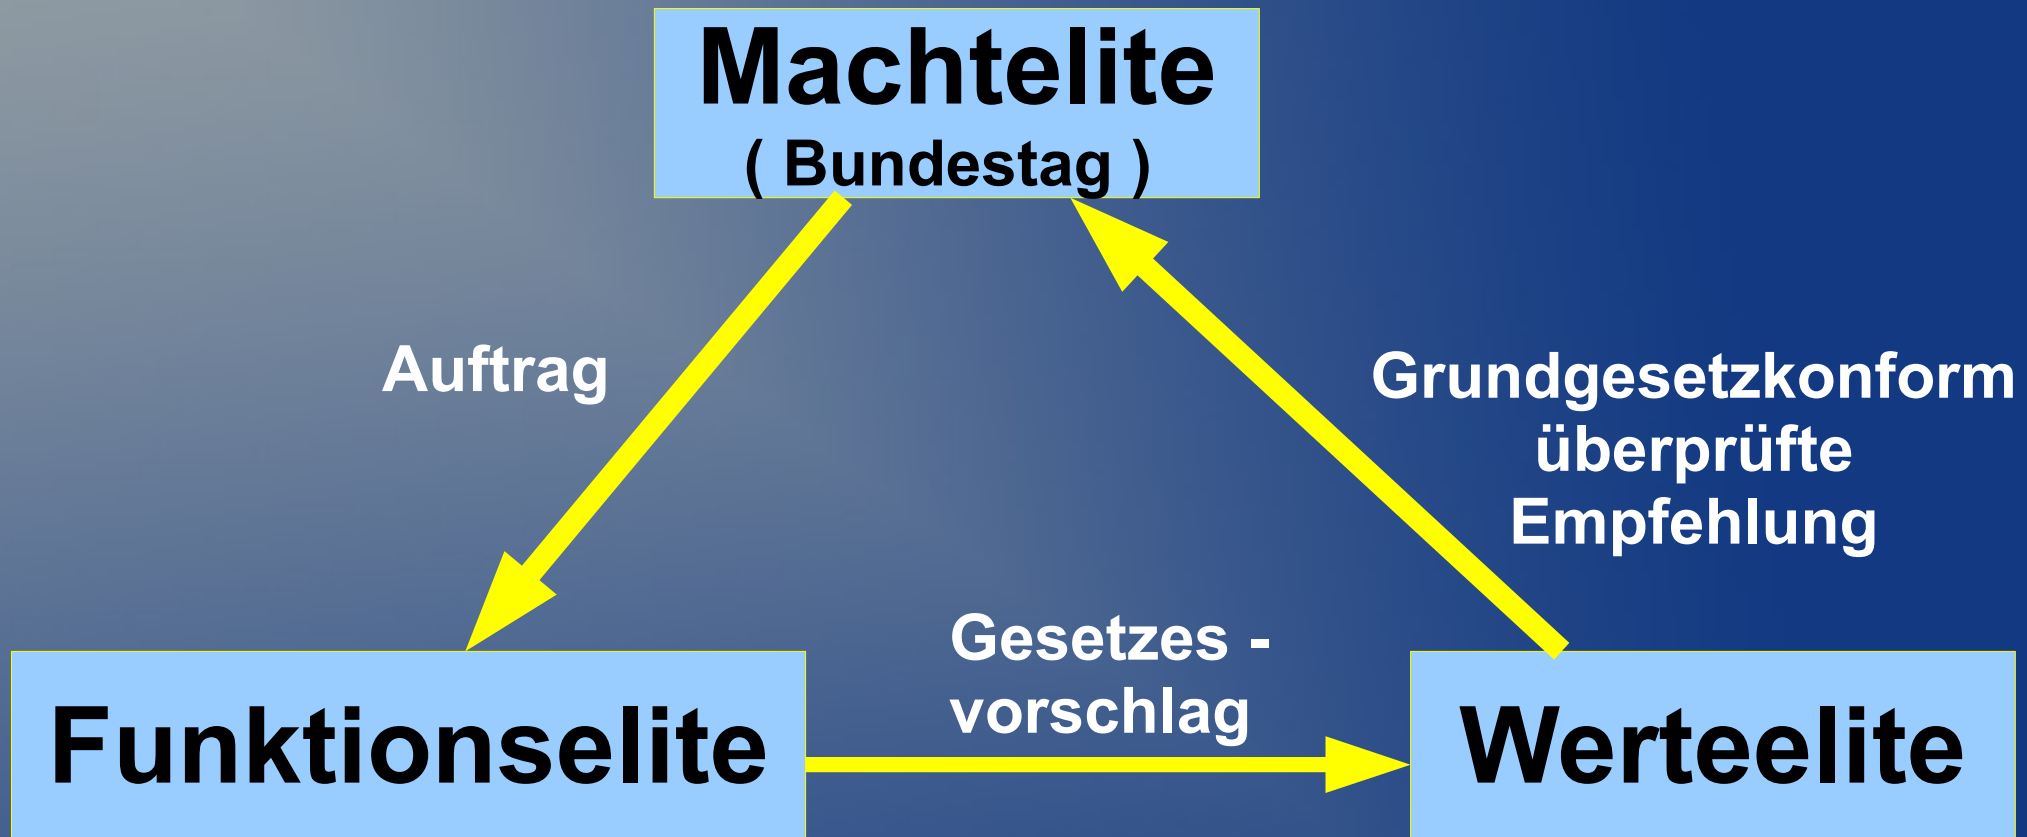 Machtelite
( Bundestag )
Auftrag
Grundgesetzkonform
überprüfte
Empfehlung
Gesetzes -
vorschlag
Funktionselite
Werteelite